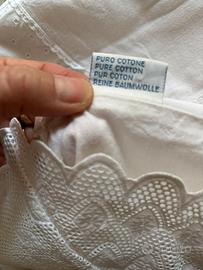 PURO COTONE
PURE COTTON
PUR COTON
REINE BAUMWOLLE